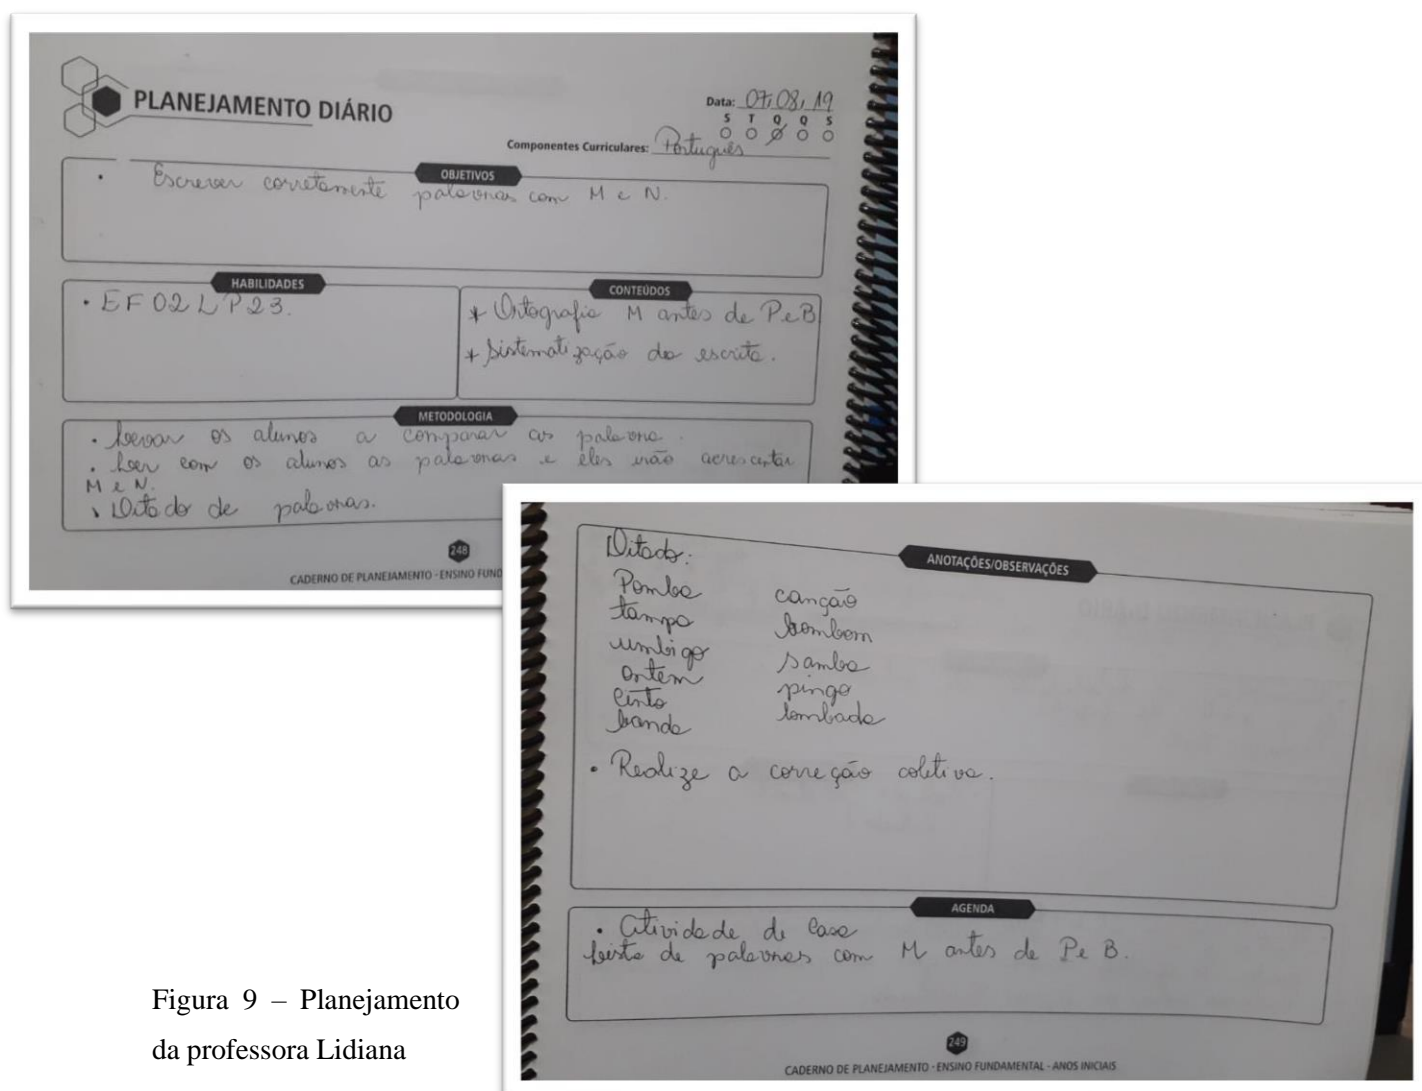 PLANEJAMENTO DIÁRIO
Data: 07/08/19
S T Q Q S
Componentes Curriculares: Português
OBJETIVOS
• Escrever corretamente palavras com M e N.
HABILIDADES
• EF02LP23.
CONTEÚDOS
* Ortografia M antes de P e B
* Sistematização da escrita.
METODOLOGIA
• Levar os alunos a comparar as palavra.
• Ler com os alunos as palavras e eles irão acrescentar
M e N.
• Ditado de palavras.
248
CADERNO DE PLANEJAMENTO - ENSINO FUND
ANOTAÇÕES/OBSERVAÇÕES
Ditado:
Pomba canção
tampa bombom
umbigo samba
ontem pingo
Cinto lombada
banda
• Realize a correção coletiva.
AGENDA
• Atividade de Casa
Lista de palavras com M antes de P e B.
249
CADERNO DE PLANEJAMENTO - ENSINO FUNDAMENTAL - ANOS INICIAIS
Figura 9 – Planejamento
da professora Lidiana